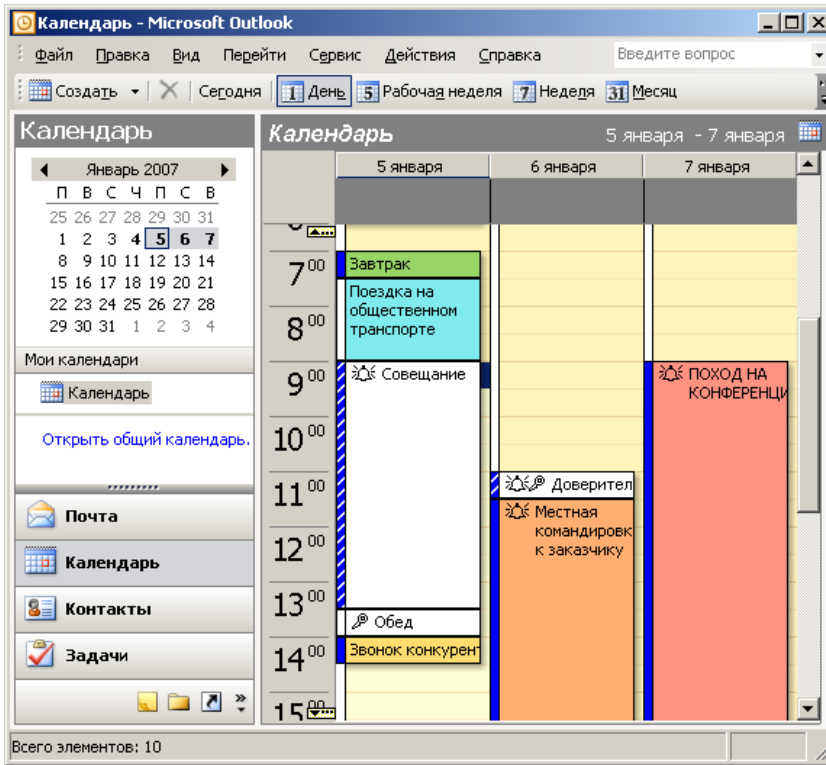 Календарь - Microsoft Outlook
Файл Правка Вид Перейти Сервис Действия Справка Введите вопрос
Создать Сегодня 1 День 5 Рабочая неделя 7 Неделя 31 Месяц
Календарь
Январь 2007
П В С Ч П С В
25 26 27 28 29 30 31
1 2 3 4 5 6 7
8 9 10 11 12 13 14
15 16 17 18 19 20 21
22 23 24 25 26 27 28
29 30 31 1 2 3 4
Мои календари
Календарь
Открыть общий календарь.
Почта
Календарь
Контакты
Задачи
Календарь 5 января - 7 января
5 января 6 января 7 января
7 00
Завтрак
Поездка на
общественном
транспорте
8 00
9 00
Совещание
ПОХОД НА
КОНФЕРЕНЦИ
10 00
11 00
Доверител
Местная
командировк
к заказчику
12 00
13 00
Обед
14 00
Звонок конкурент
15 00
Всего элементов: 10